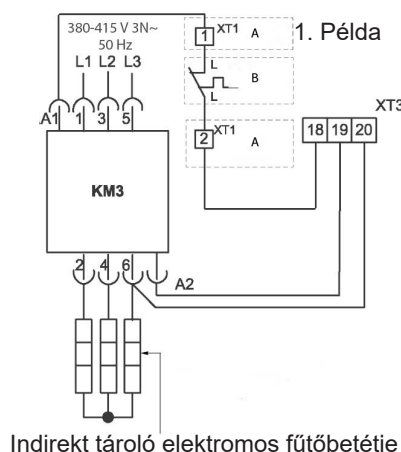 380-415 V 3N~
50 Hz
L1 L2 L3
1 XT1 A
1. Példa
L
B
L
XT1
2 A
XT3
18 19 20
A1 1 3 5
KM3
2 4 6
A2
Indirekt tároló elektromos fűtőbetétie